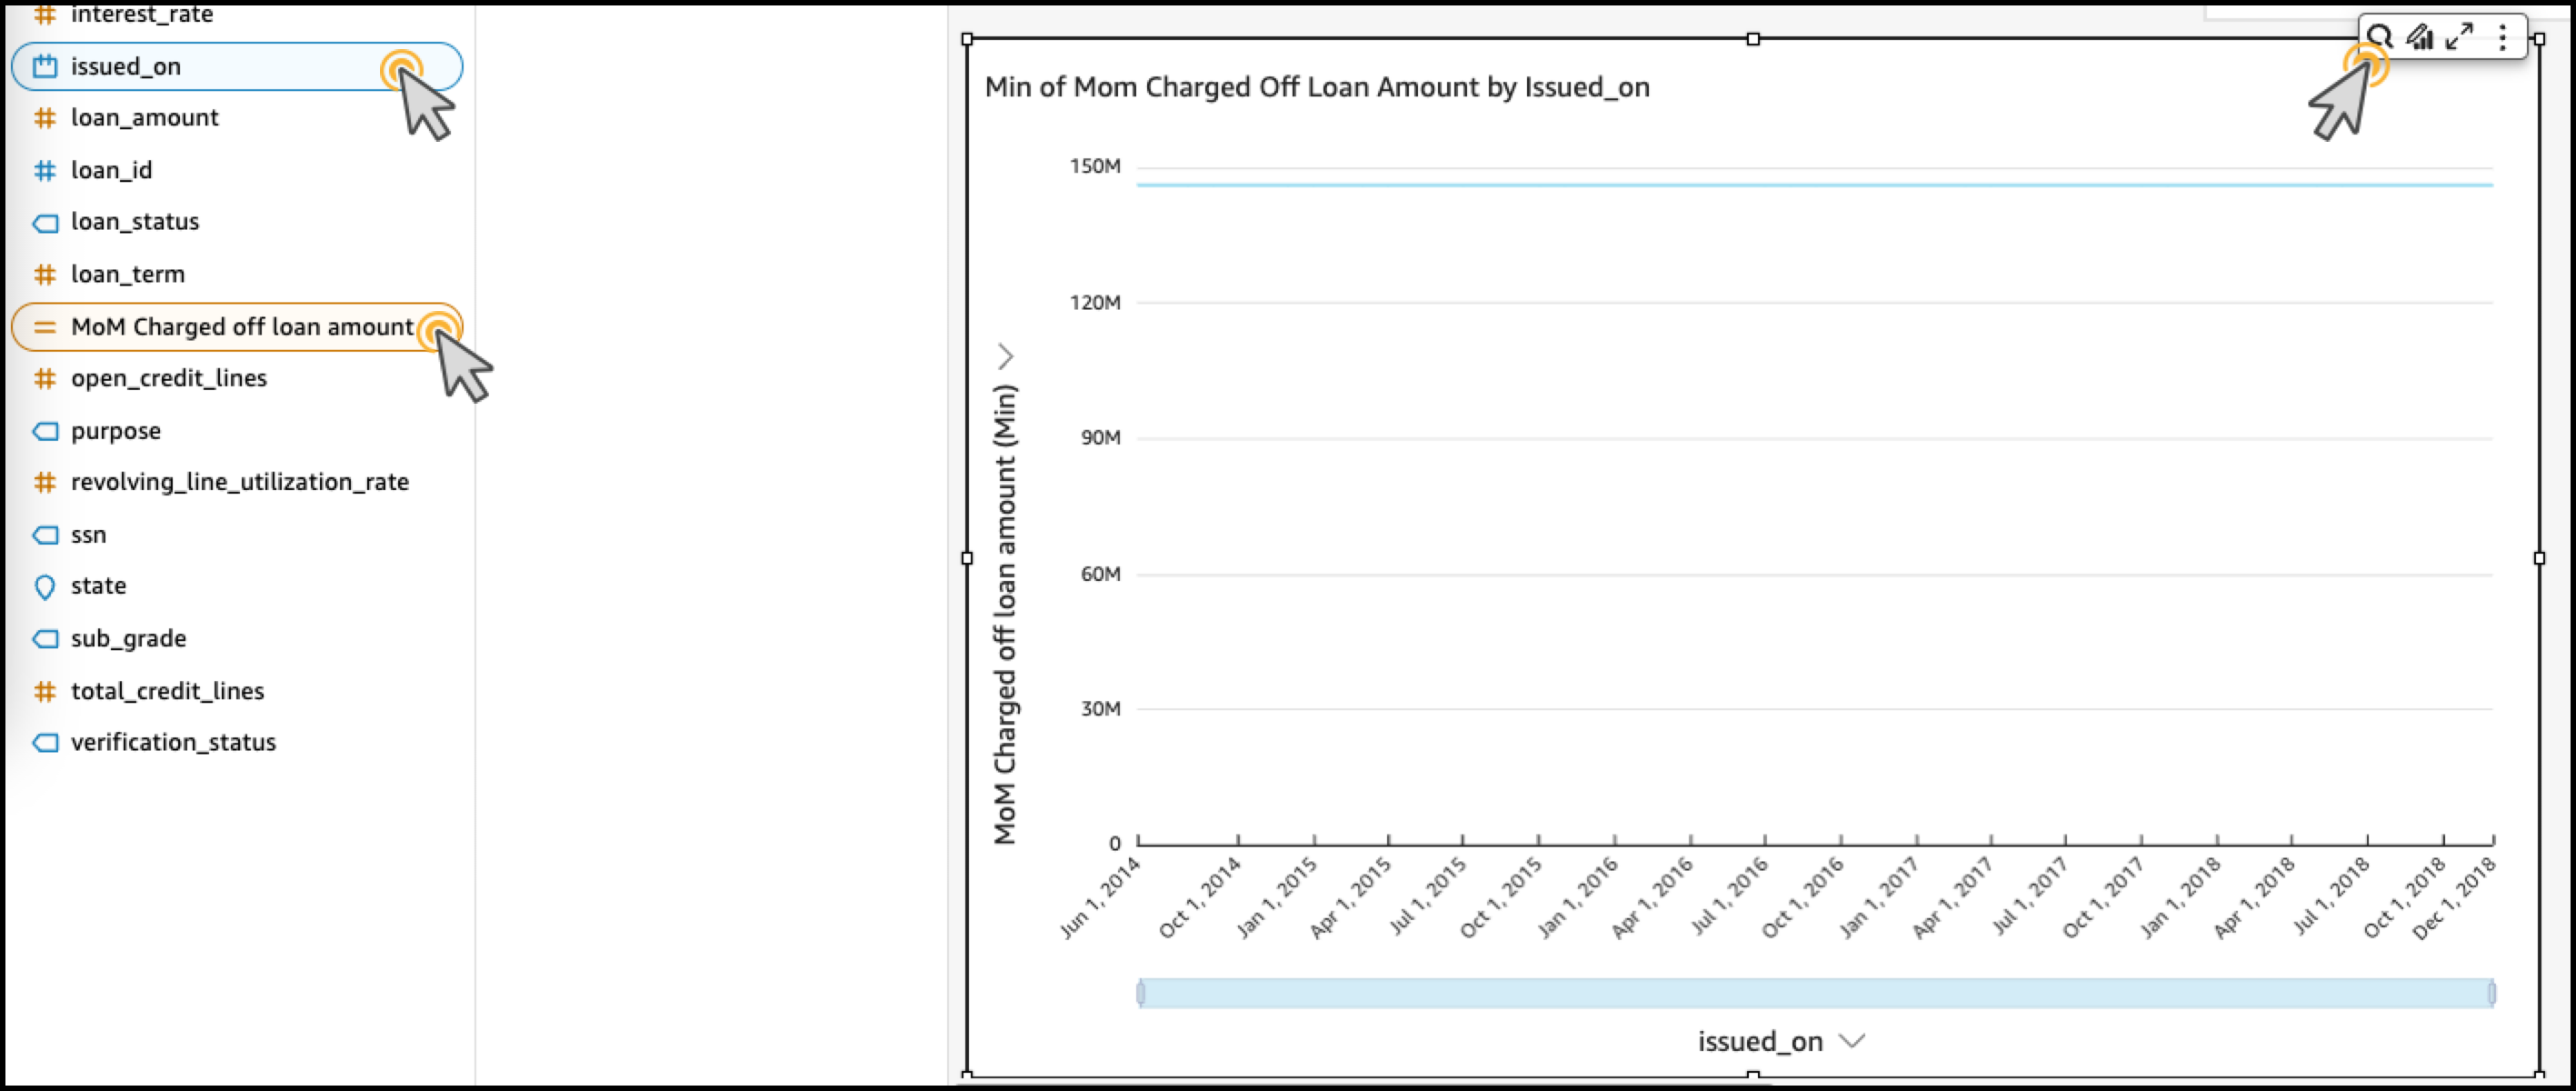 interest_rate
issued_on
loan_amount
loan_id
loan_status
loan_term
MoM Charged off loan amount
open_credit_lines
purpose
revolving_line_utilization_rate
ssn
state
sub_grade
total_credit_lines
verification_status
Min of Mom Charged Off Loan Amount by Issued_on
MoM Charged off loan amount (Min)
150M
120M
90M
60M
30M
0
Jun 1, 2014
Oct 1, 2014
Jan 1, 2015
Apr 1, 2015
Jul 1, 2015
Oct 1, 2015
Jan 1, 2016
Apr 1, 2016
Jul 1, 2016
Oct 1, 2016
Jan 1, 2017
Apr 1, 2017
Jul 1, 2017
Oct 1, 2017
Jan 1, 2018
Apr 1, 2018
Jul 1, 2018
Oct 1, 2018
Dec 1, 2018
issued_on